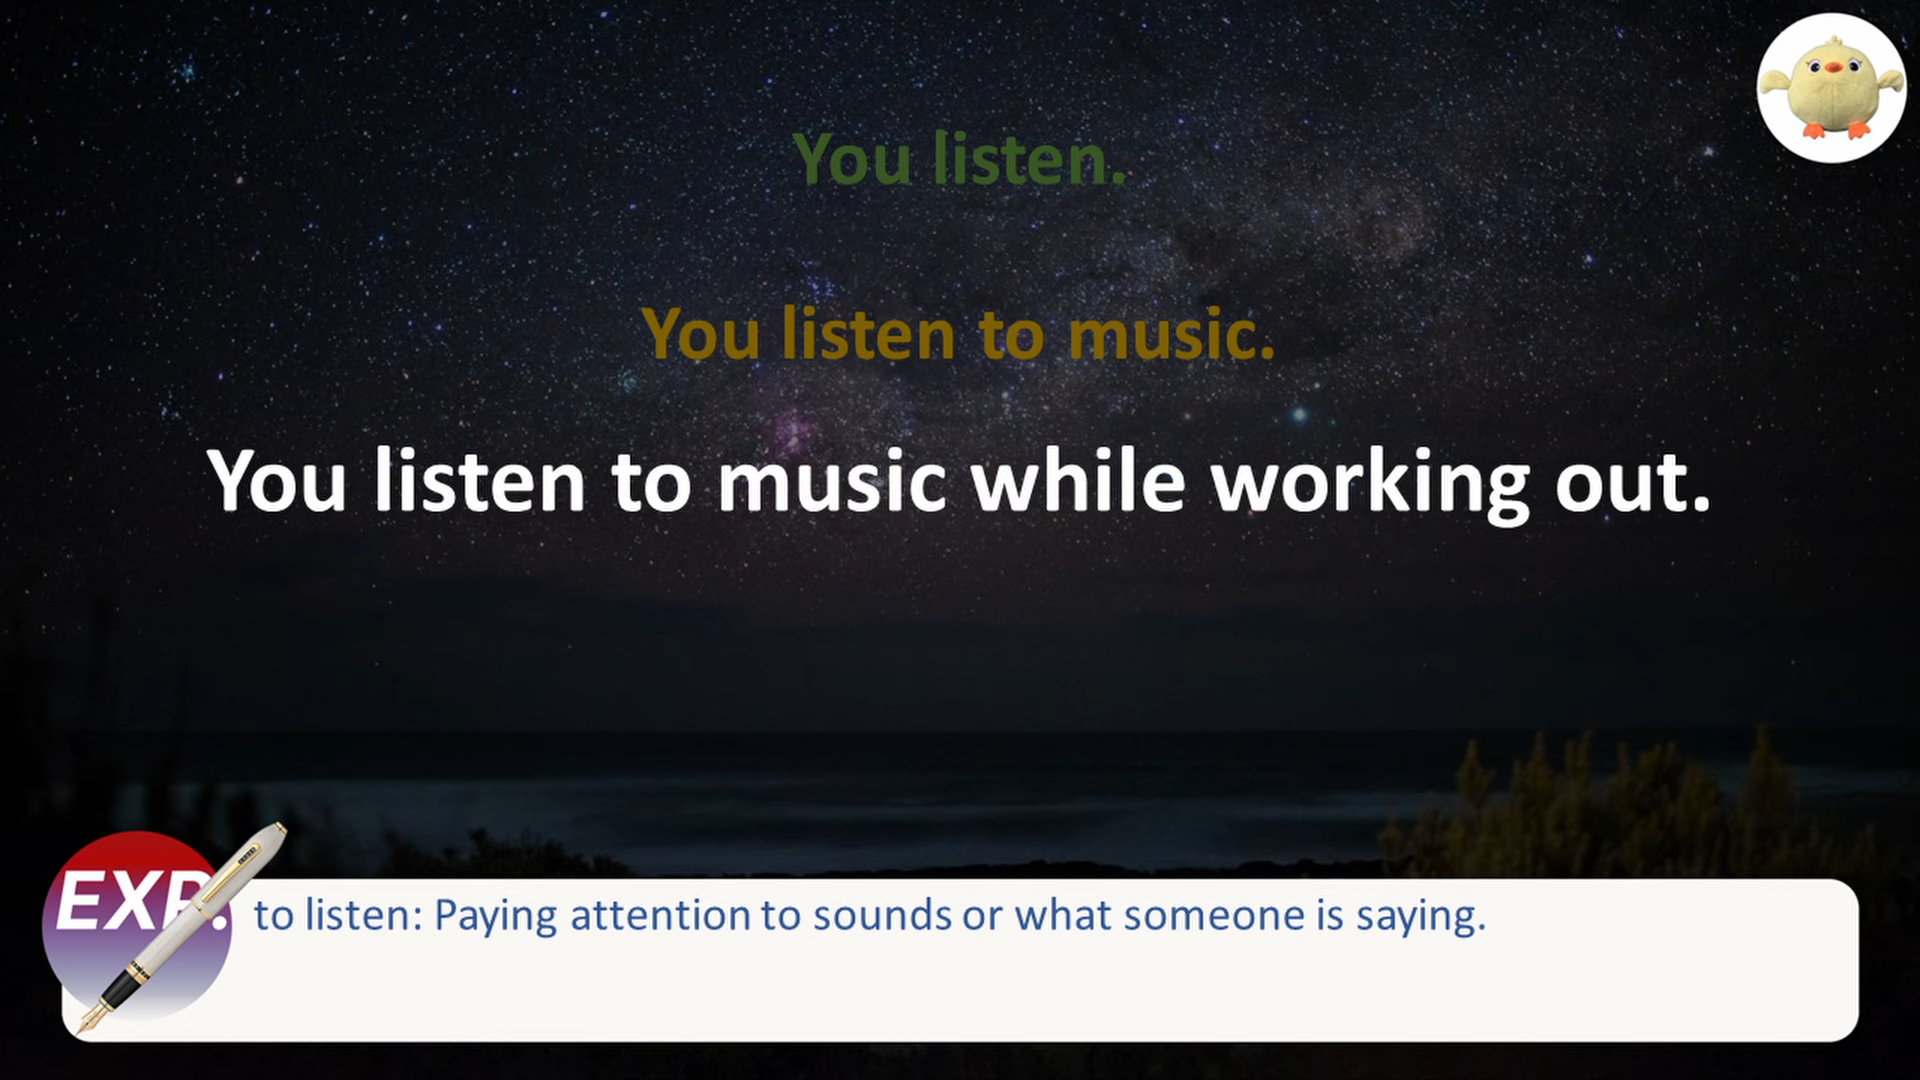 You listen.
You listen to music.
You listen to music while working out.
EXP.
to listen: Paying attention to sounds or what someone is saying.